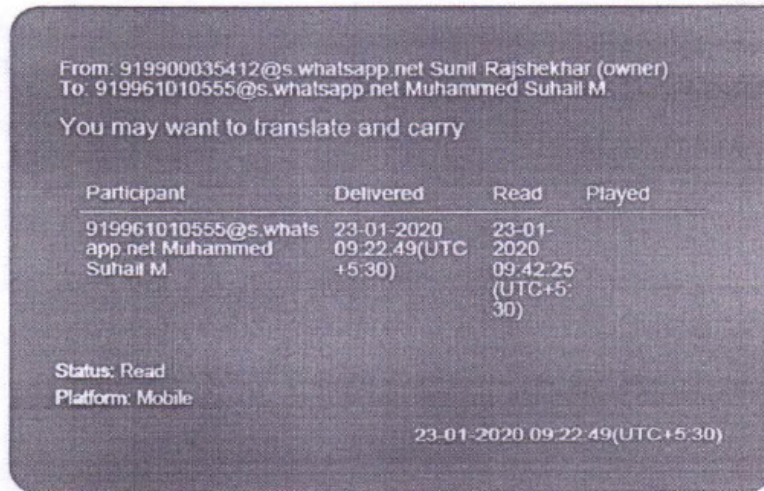 From: 919900035412@s.whatsapp.net Sunil Rajshekhar (owner)
To: 919961010555@s.whatsapp.net Muhammed Suhail M.
You may want to translate and carry
Participant Delivered Read Played
919961010555@s.whats 23-01-2020 23-01-
app.net Muhammed 09:22:49(UTC 2020
Suhail M. +5:30) 09:42:25
(UTC+5:
30)
Status: Read
Platform: Mobile
23-01-2020 09:22:49(UTC+5:30)